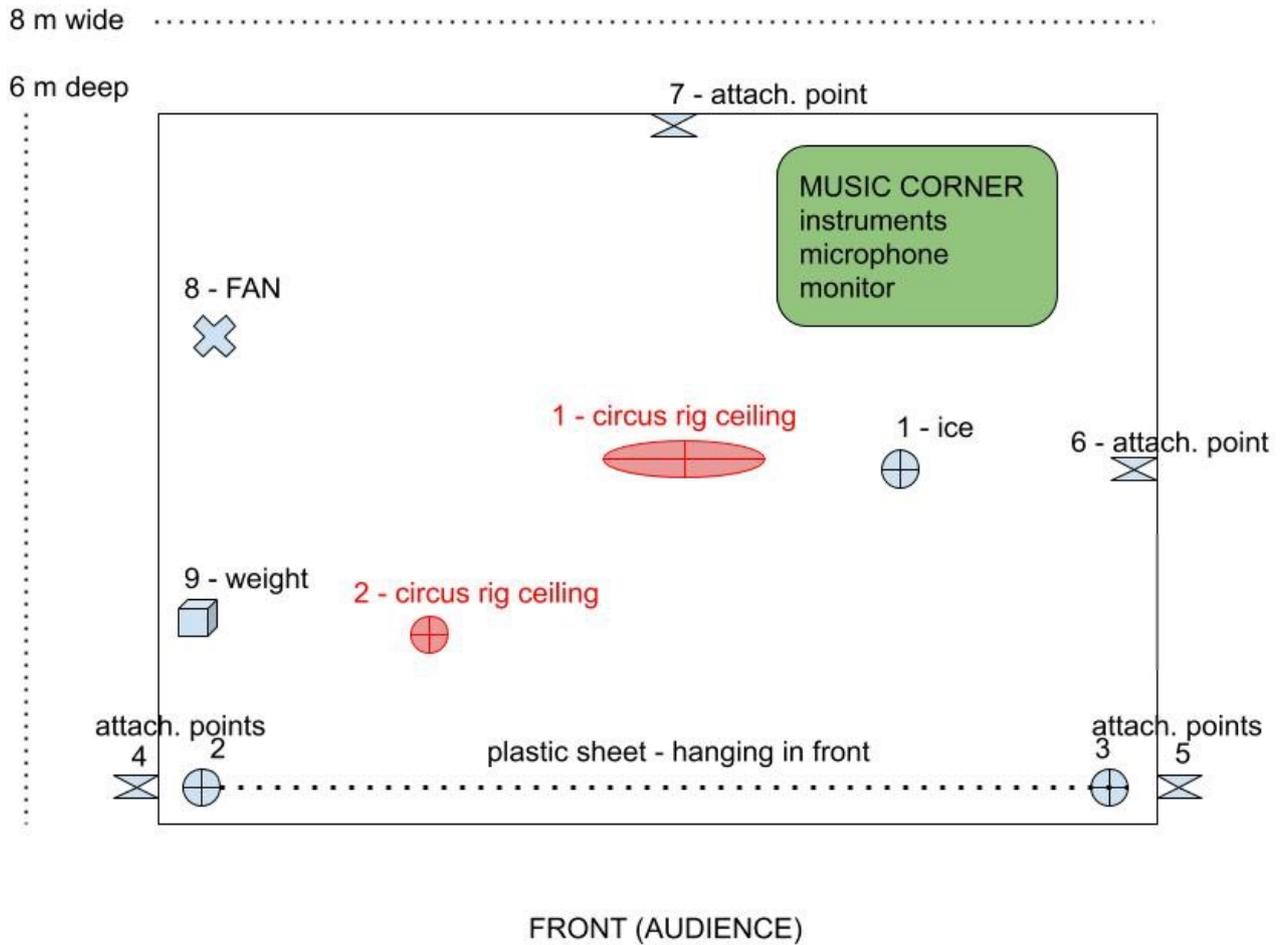 8 m wide
6 m deep
7 - attach. point
MUSIC CORNER
instruments
microphone
monitor
8 - FAN
1 - circus rig ceiling
1 - ice
6 - attach. point
9 - weight
2 - circus rig ceiling
attach. points
4
2
plastic sheet - hanging in front
attach. points
3
5
FRONT (AUDIENCE)